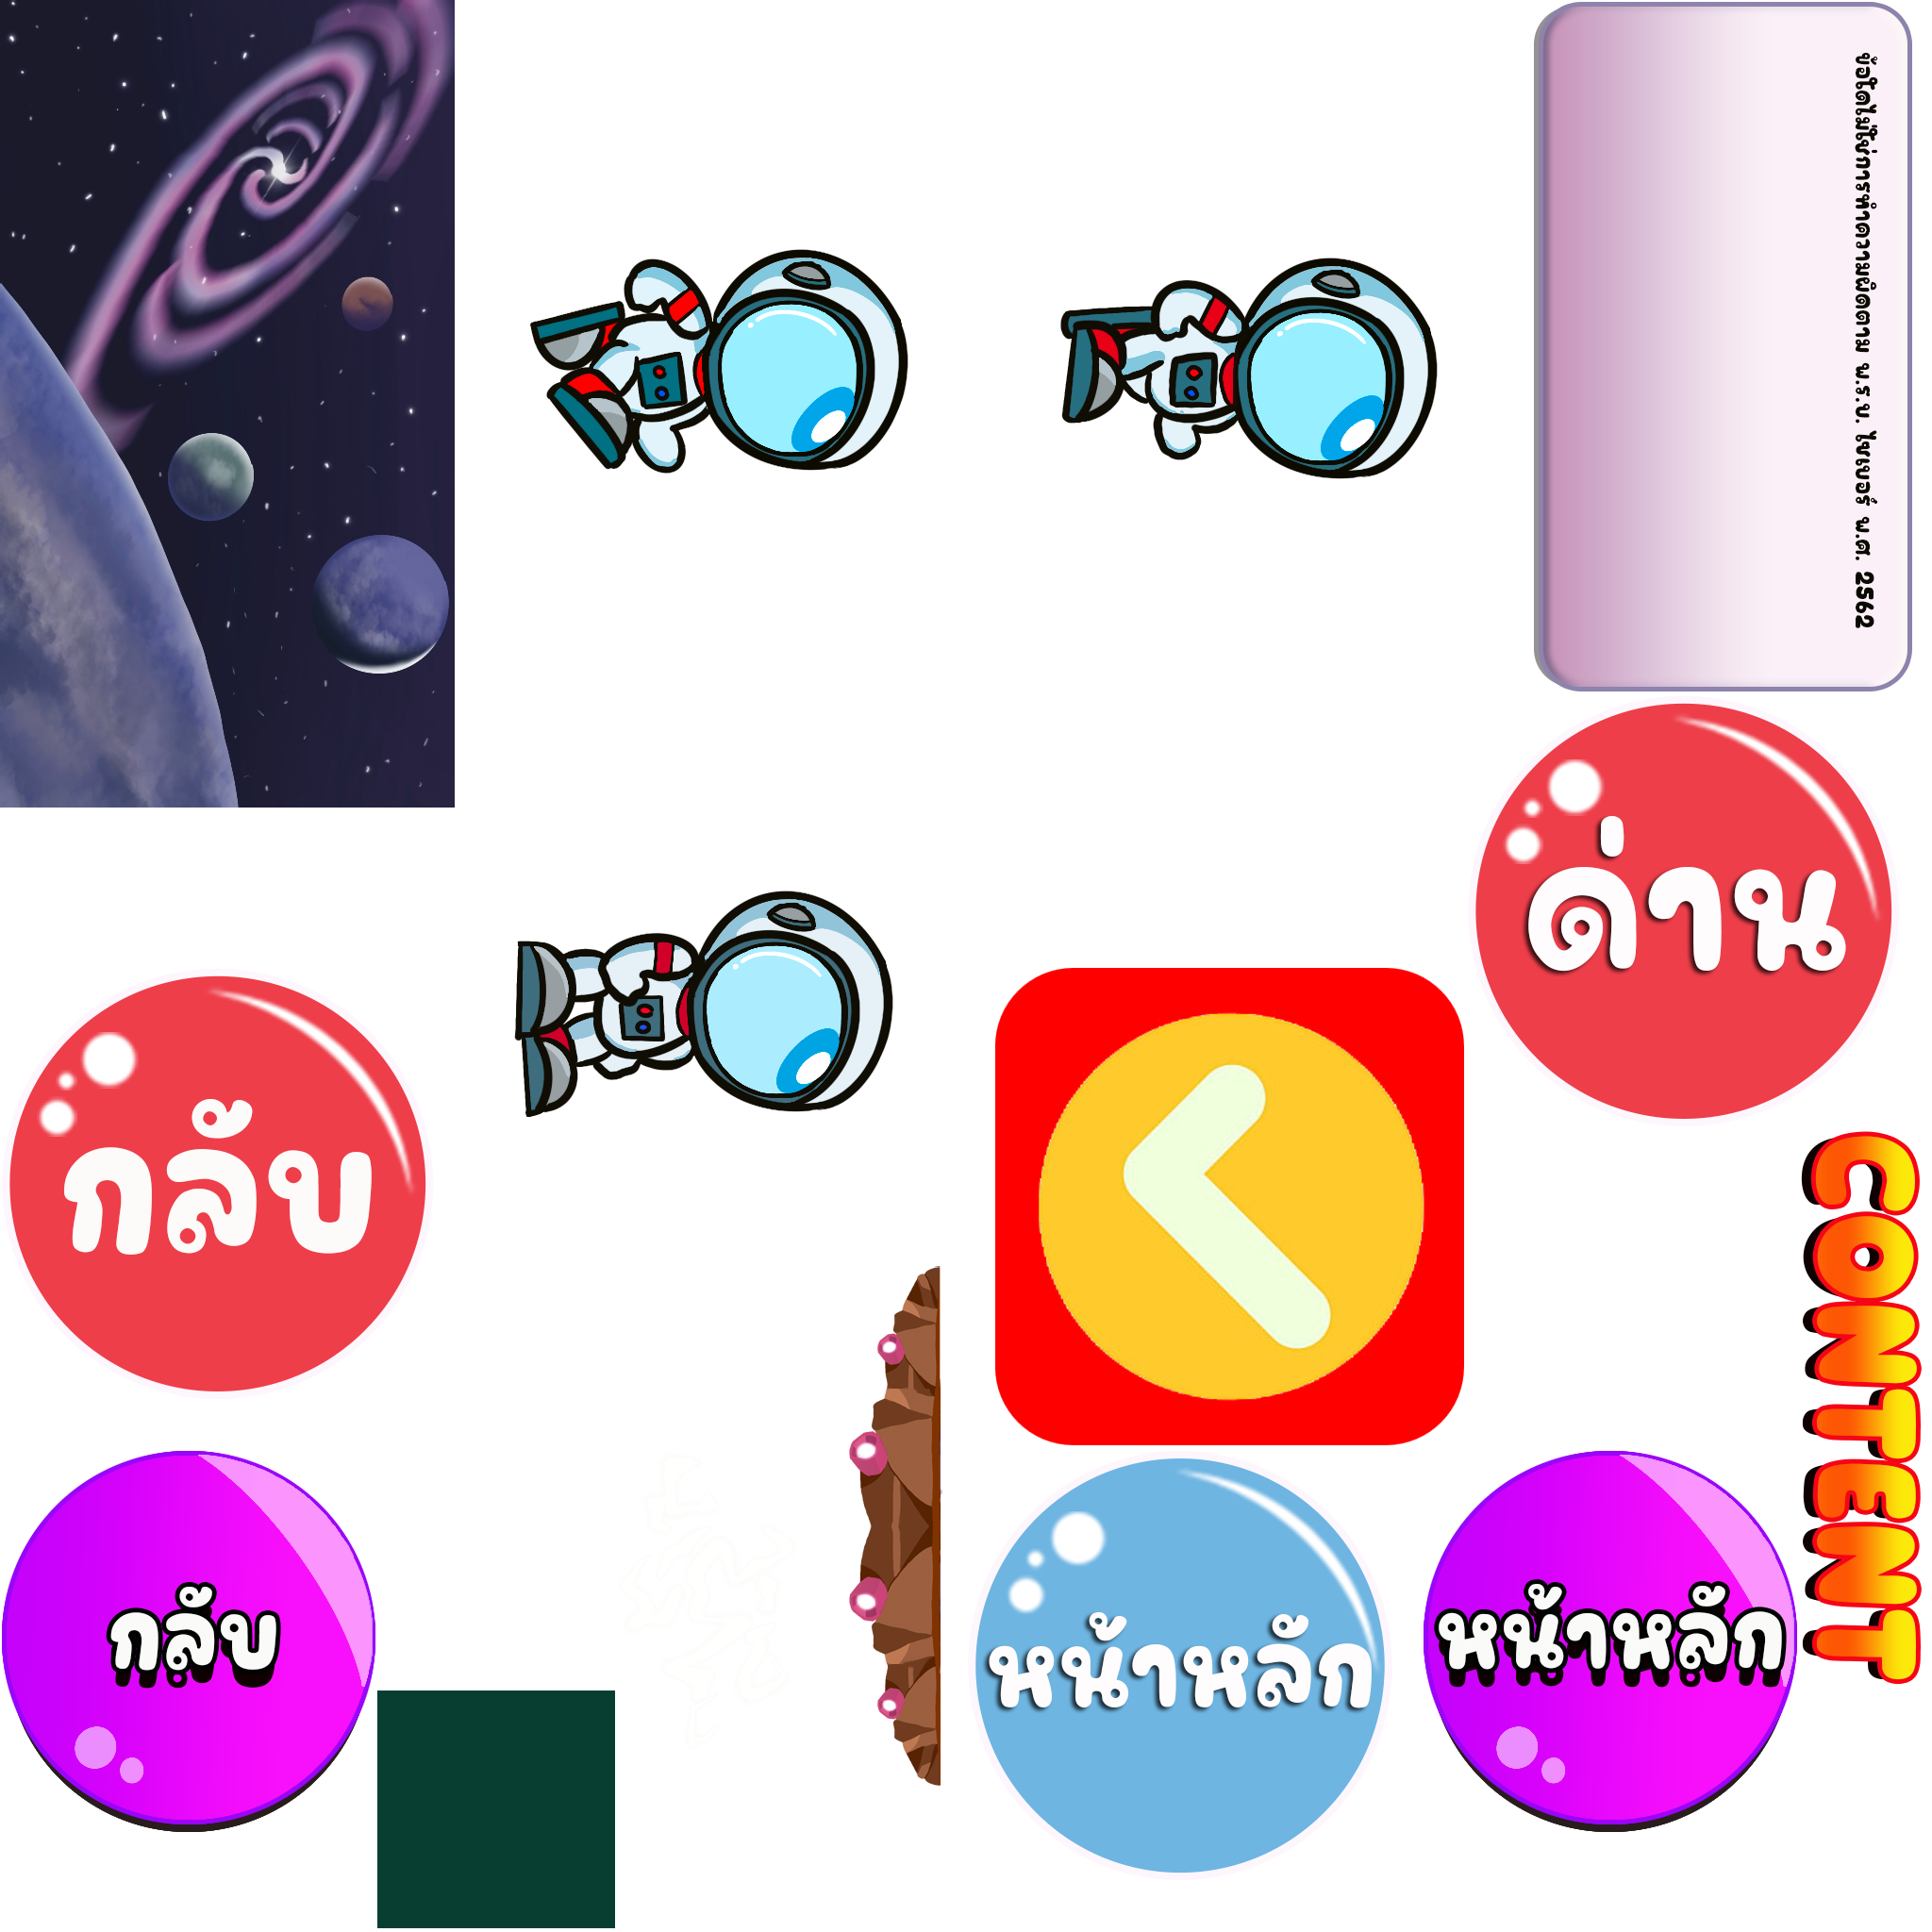 ข้อใดไม่ใช่การทำความผิดตาม พ.ร.บ. ไซเบอร์ พ.ศ. 2562
ด่าน
กลับ
CONTENT
กลับ
หน้าหลัก
หน้าหลัก